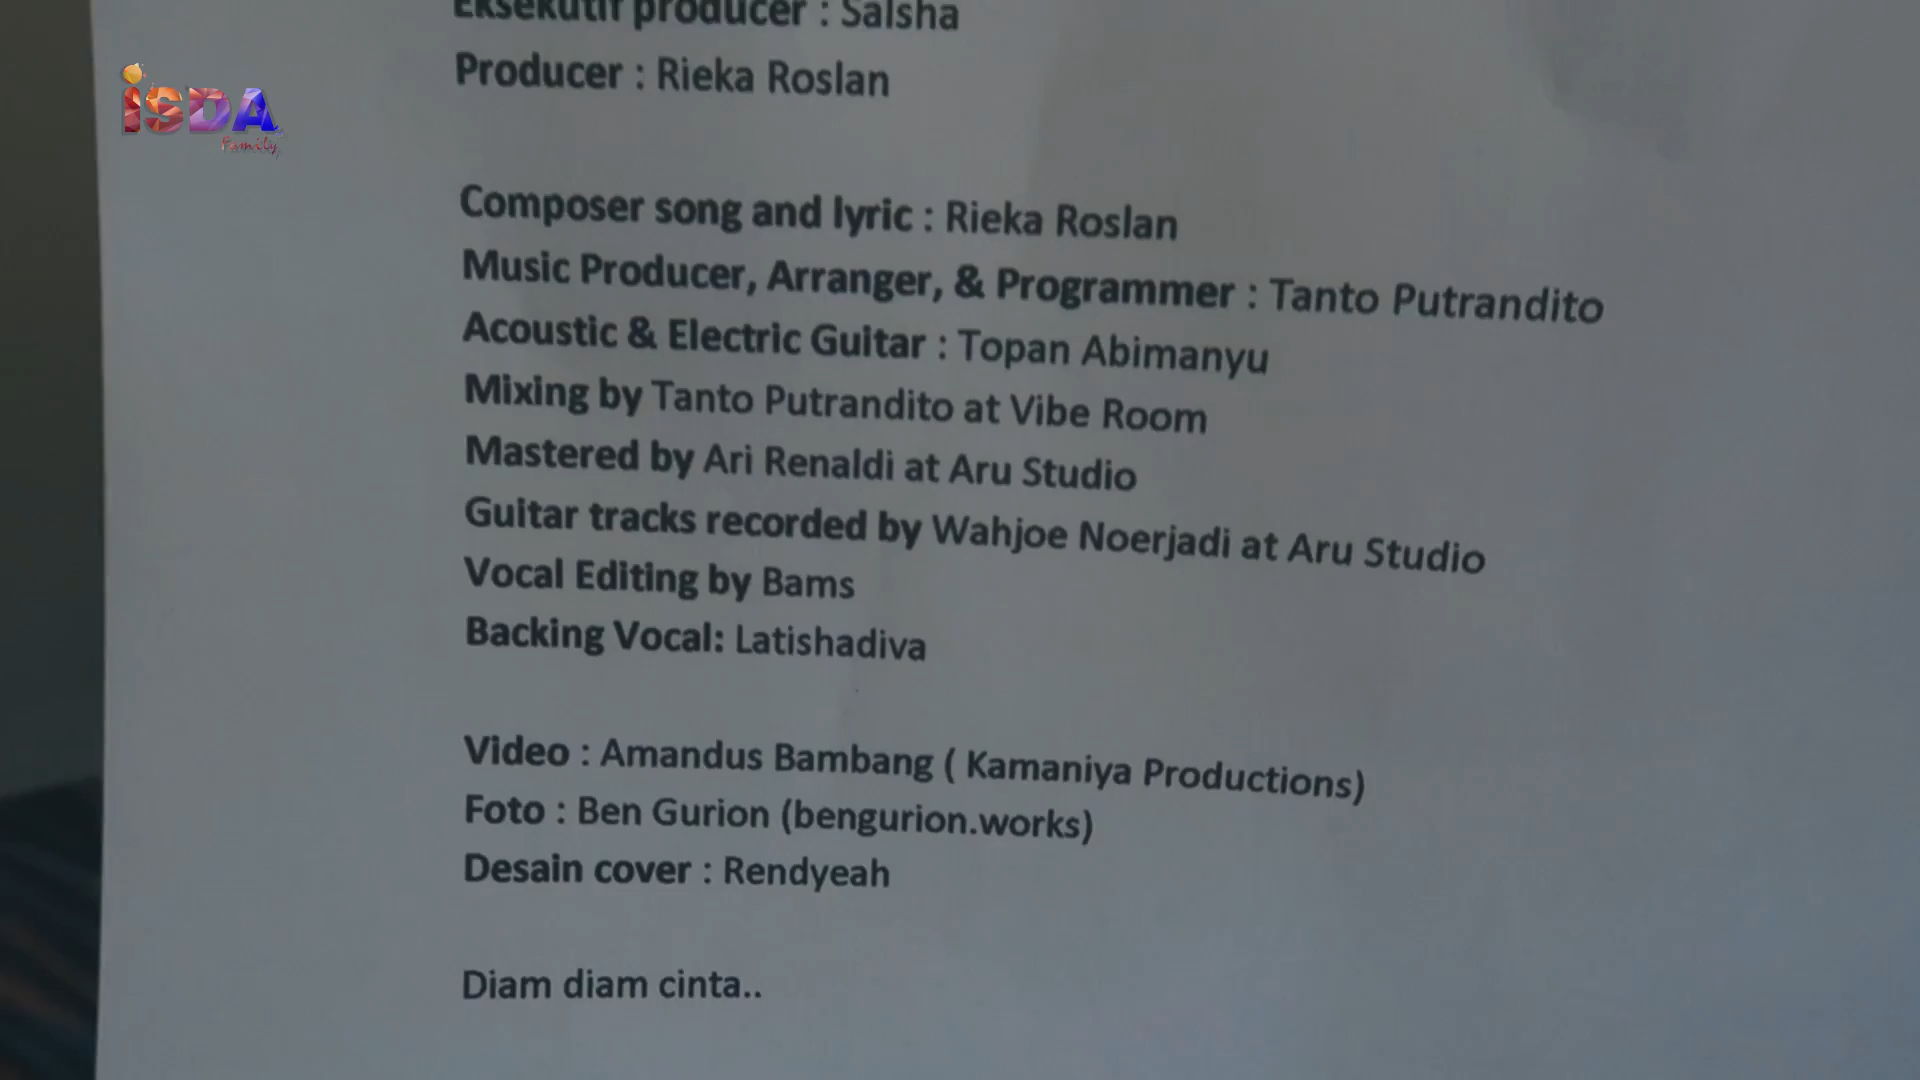 iSDA
Family
Eksekutif producer : Salsha
Producer : Rieka Roslan
Composer song and lyric : Rieka Roslan
Music Producer, Arranger, & Programmer : Tanto Putrandito
Acoustic & Electric Guitar : Topan Abimanyu
Mixing by Tanto Putrandito at Vibe Room
Mastered by Ari Renaldi at Aru Studio
Guitar tracks recorded by Wahjoe Noerjadi at Aru Studio
Vocal Editing by Bams
Backing Vocal: Latishadiva
Video : Amandus Bambang ( Kamaniya Productions)
Foto : Ben Gurion (bengurion.works)
Desain cover : Rendyeah
Diam diam cinta..